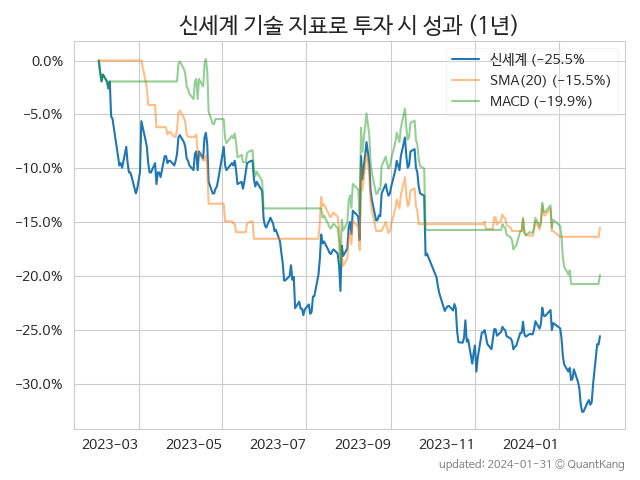 신세계 기술 지표로 투자 시 성과 (1년)
신세계 (−25.5%
SMA(20) (−15.5%)
MACD (−19.9%)
0.0%
−5.0%
−10.0%
−15.0%
−20.0%
−25.0%
−30.0%
2023-03 2023-05 2023-07 2023-09 2023-11 2024-01
updated: 2024-01-31 © QuantKang